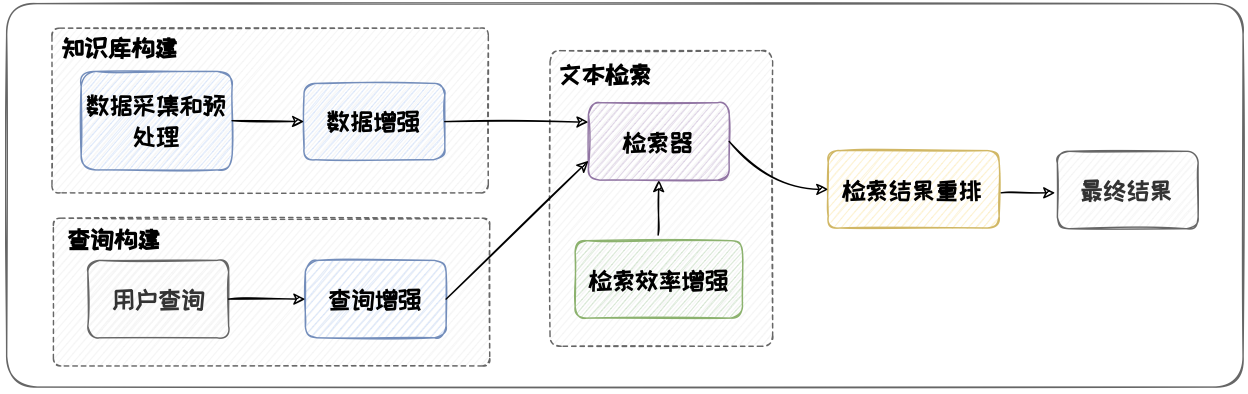 知识库构建
数据采集和预
处理
数据增强
查询构建
用户查询
查询增强
文本检索
检索器
检索效率增强
检索结果重排
最终结果